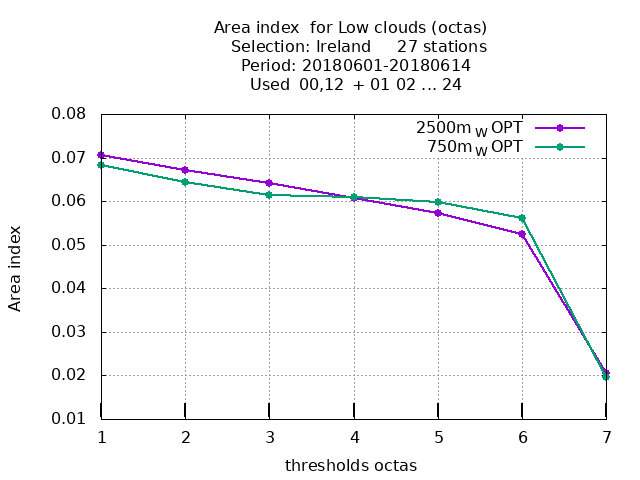 Area index  for Low clouds (octas)
Selection: Ireland     27 stations
Period: 20180601-20180614
Used  00,12  + 01 02 ... 24
2500m W OPT
750m W OPT
0.08
0.07
0.06
0.05
0.04
0.03
0.02
0.01
Area index
1 2 3 4 5 6 7
thresholds octas